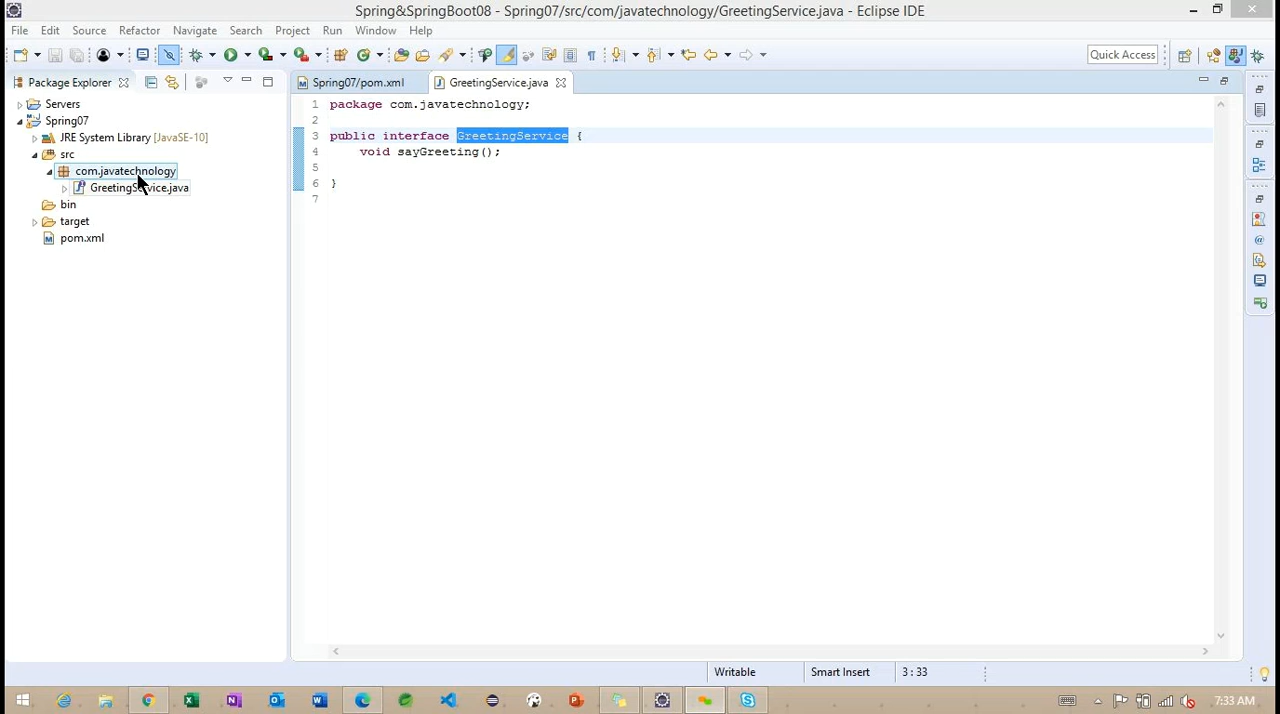 Spring&SpringBoot08 - Spring07/src/com/javatechnology/GreetingService.java - Eclipse IDE
File Edit Source Refactor Navigate Search Project Run Window Help
Quick Access
Package Explorer
Spring07/pom.xml
GreetingService.java
Servers
Spring07
JRE System Library [JavaSE-10]
src
com.javatechnology
GreetingService.java
bin
target
pom.xml
1 package com.javatechnology;
2
3 public interface GreetingService {
4 void sayGreeting();
5
6 }
7
Writable
Smart Insert
3 : 33
7:33 AM